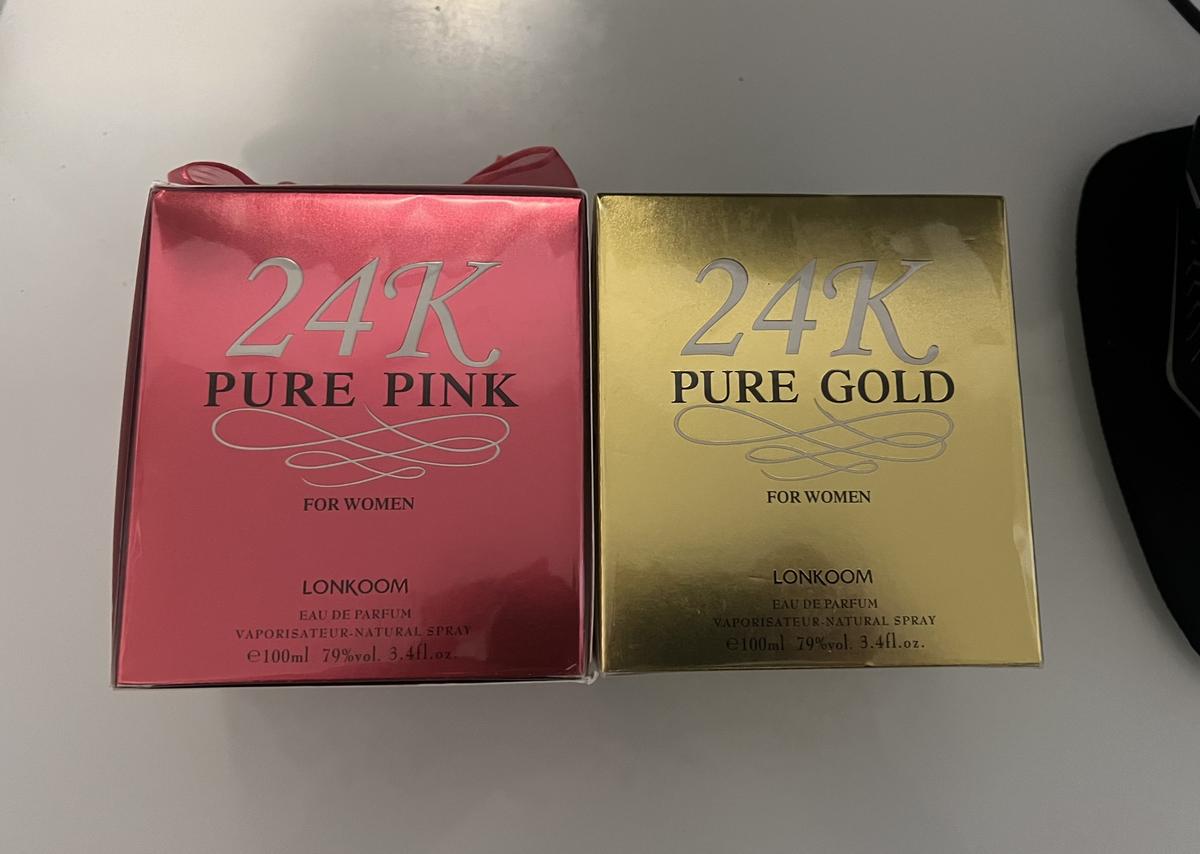 24K
PURE PINK
FOR WOMEN
LONKOOM
EAU DE PARFUM
VAPORISATEUR-NATURAL SPRAY
℮100ml 79%vol. 3.4fl.oz.
24K
PURE GOLD
FOR WOMEN
LONKOOM
EAU DE PARFUM
VAPORISATEUR-NATURAL SPRAY
℮100ml 79%vol. 3.4fl.oz.